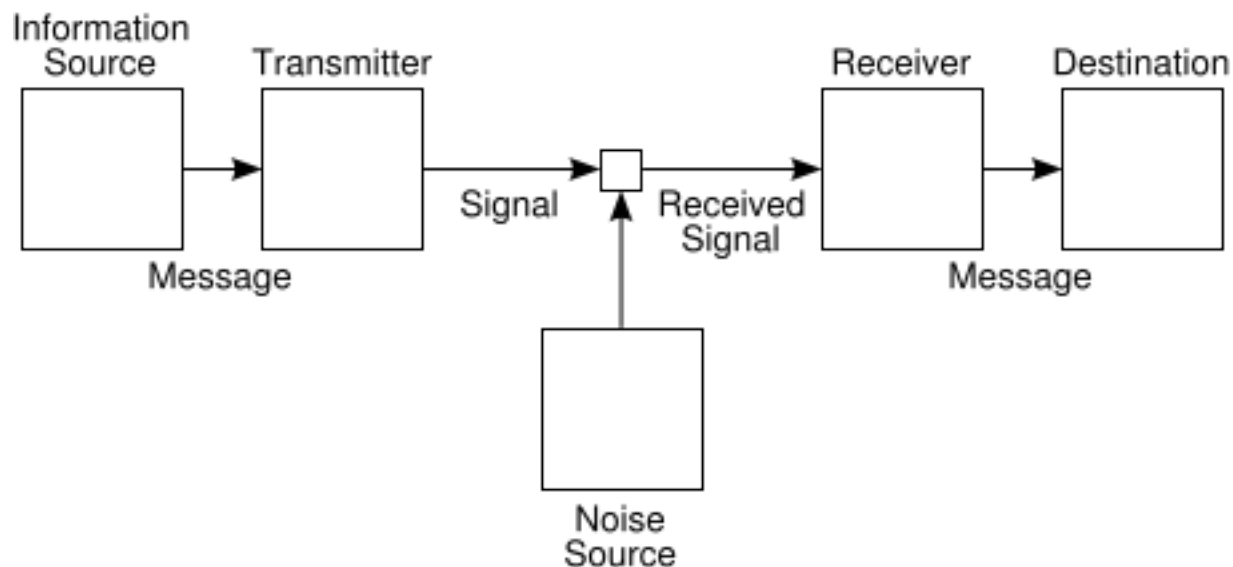 Information
Source
Transmitter
Receiver
Destination
Signal
Received
Signal
Message
Message
Noise
Source